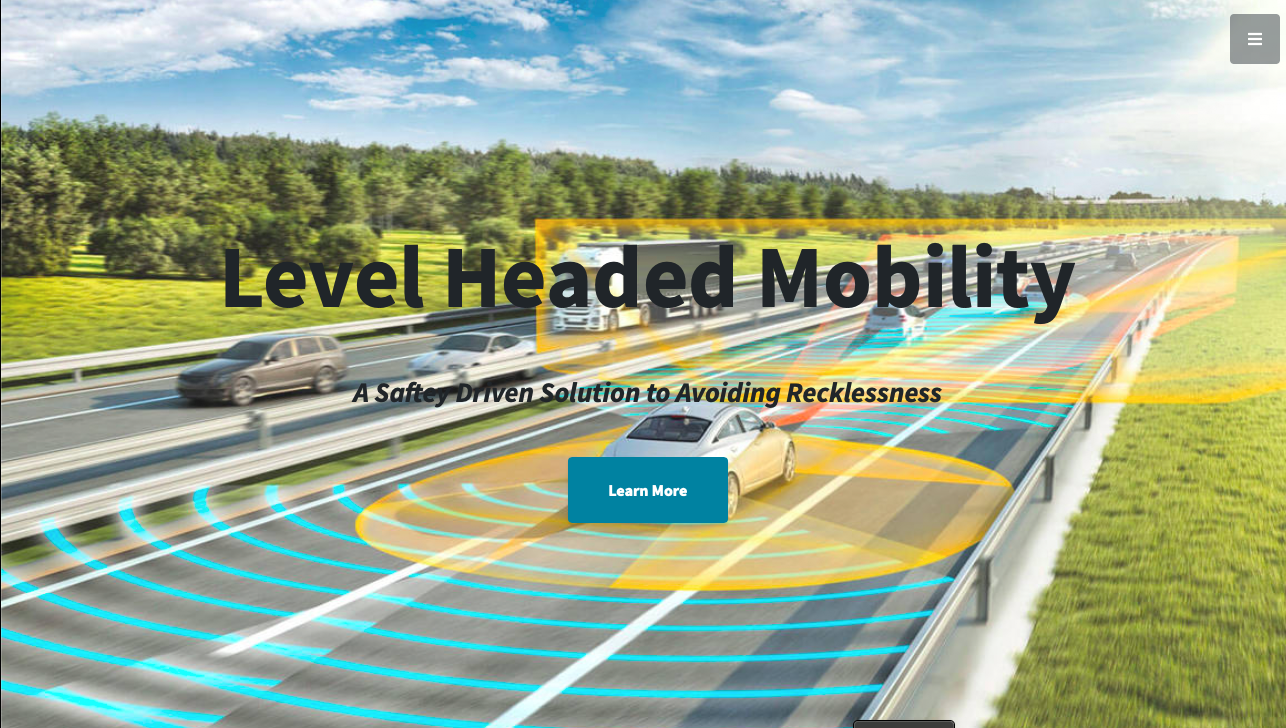 Level Headed Mobility
A Saftey Driven Solution to Avoiding Recklessness
Learn More